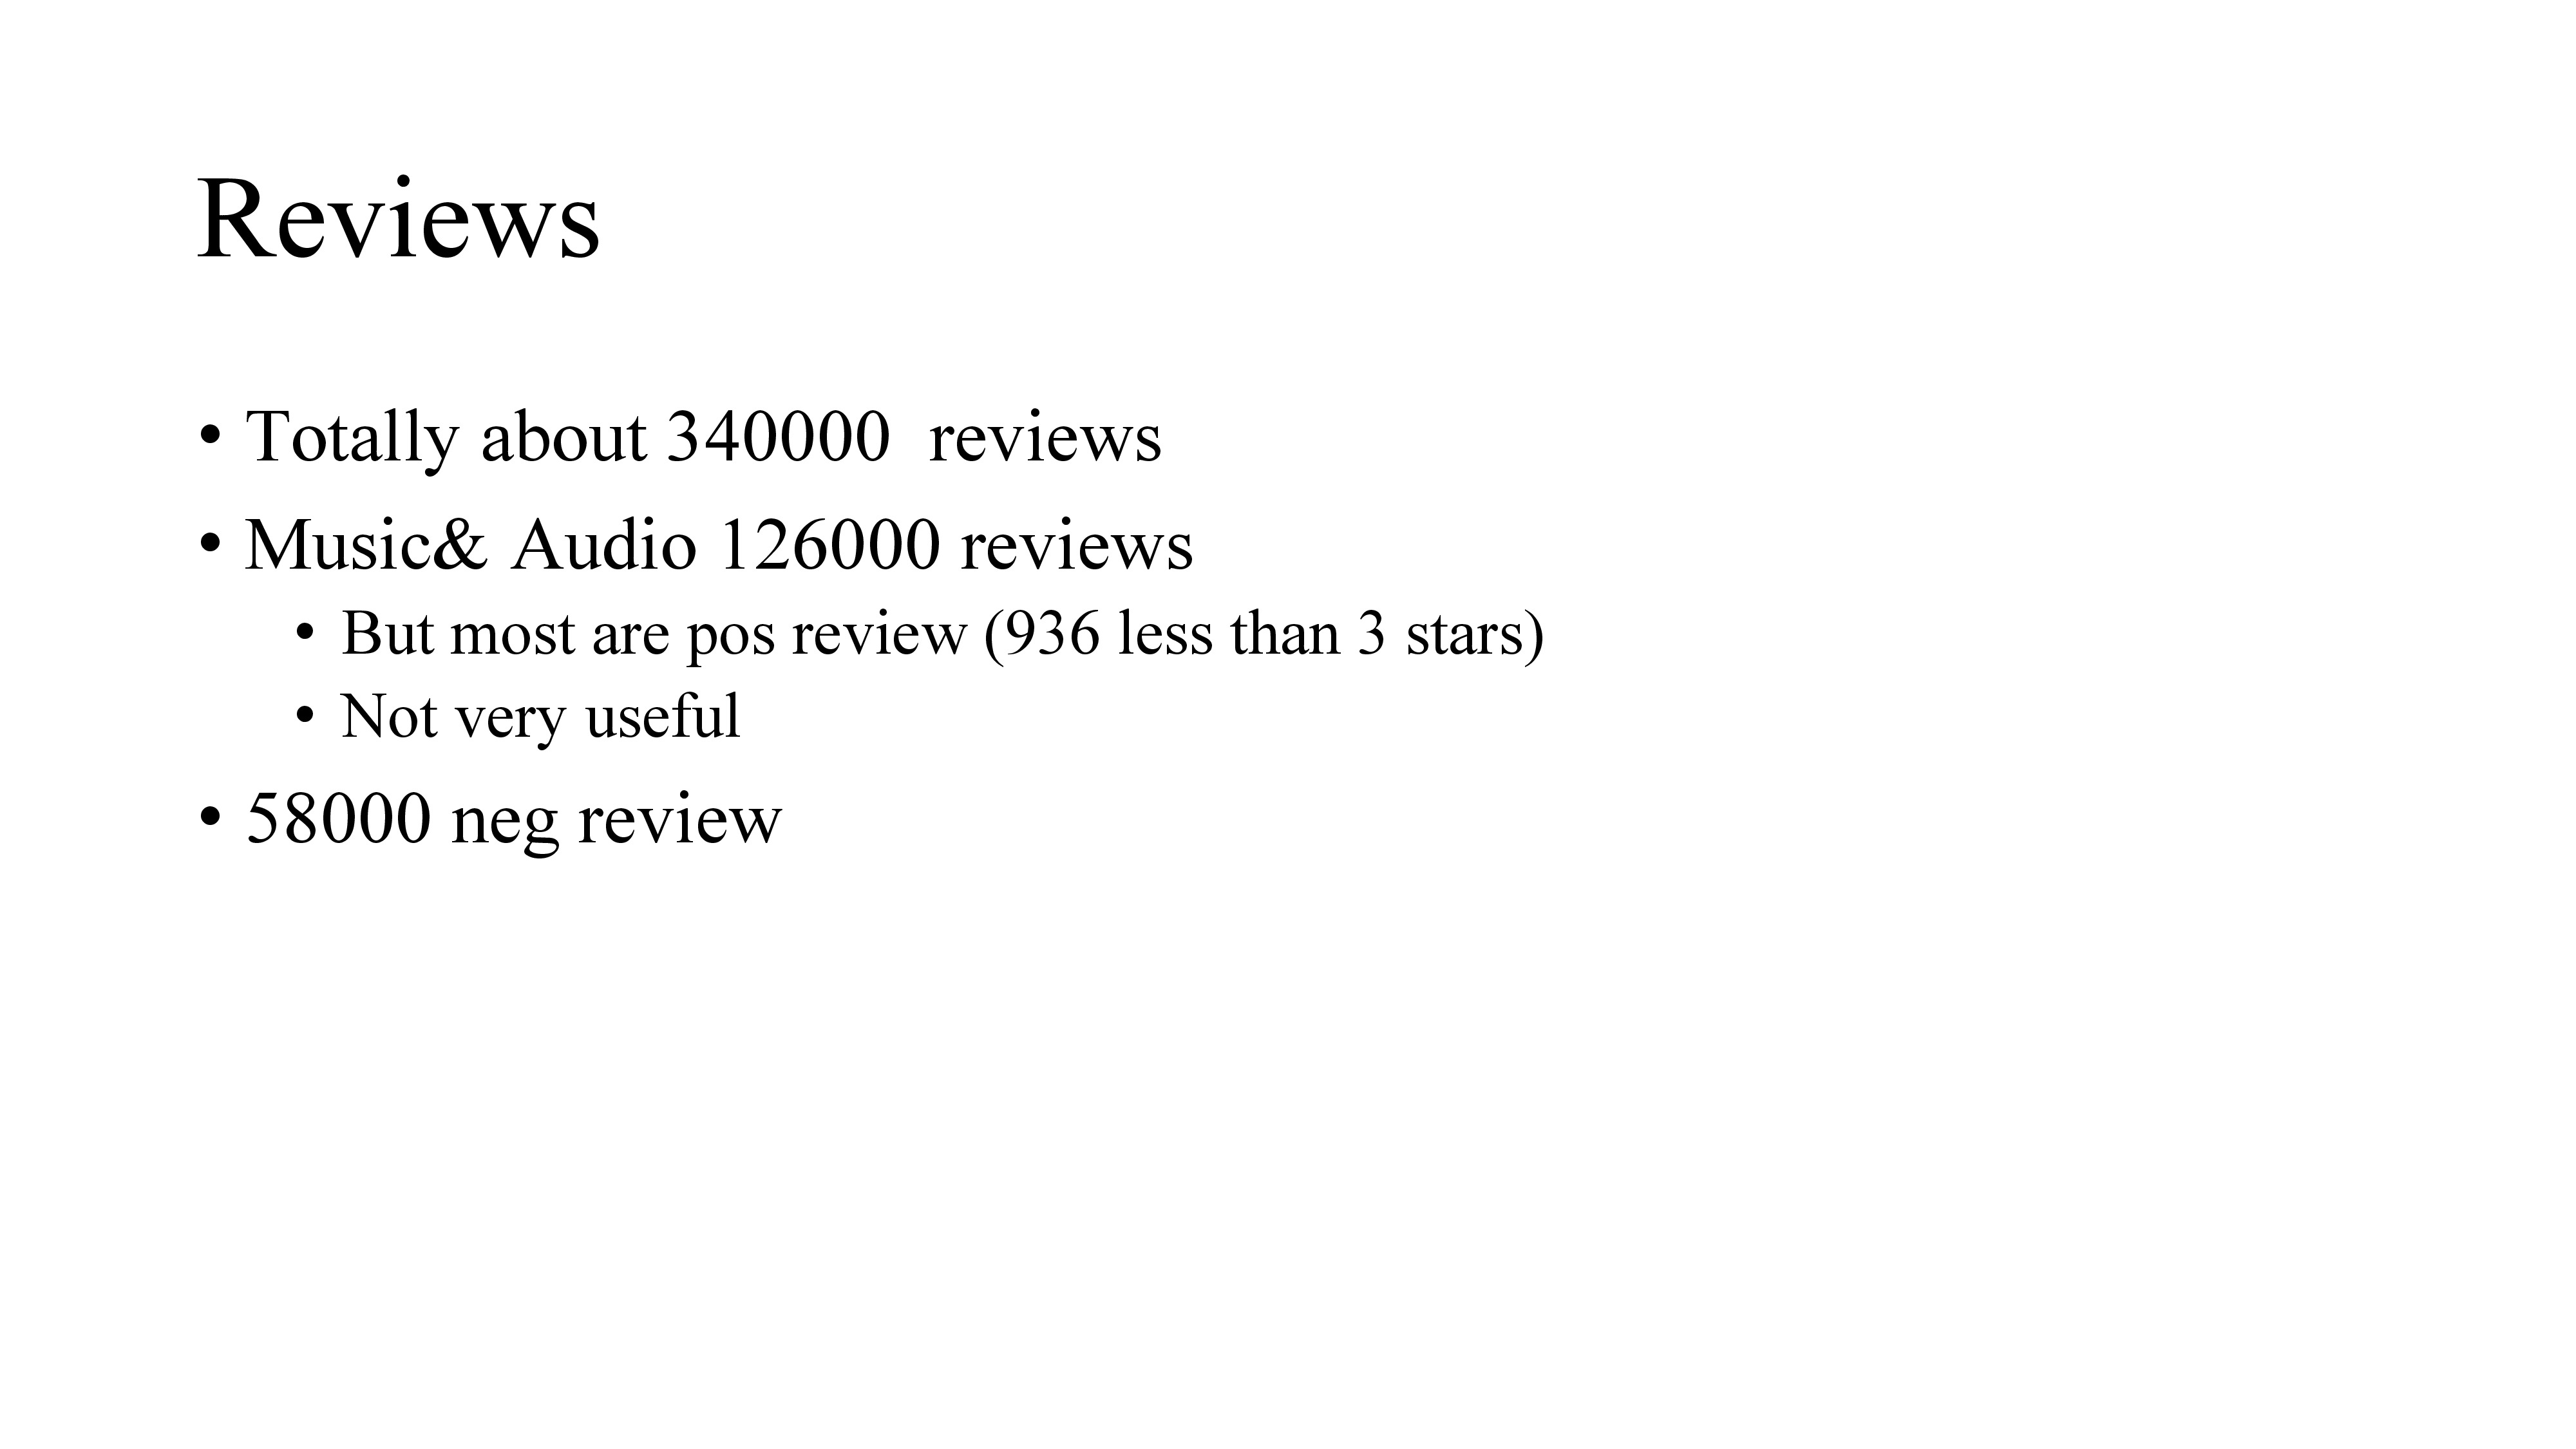 Reviews
• Totally about 340000  reviews
• Music& Audio 126000 reviews
• But most are pos review (936 less than 3 stars)
• Not very useful
• 58000 neg review